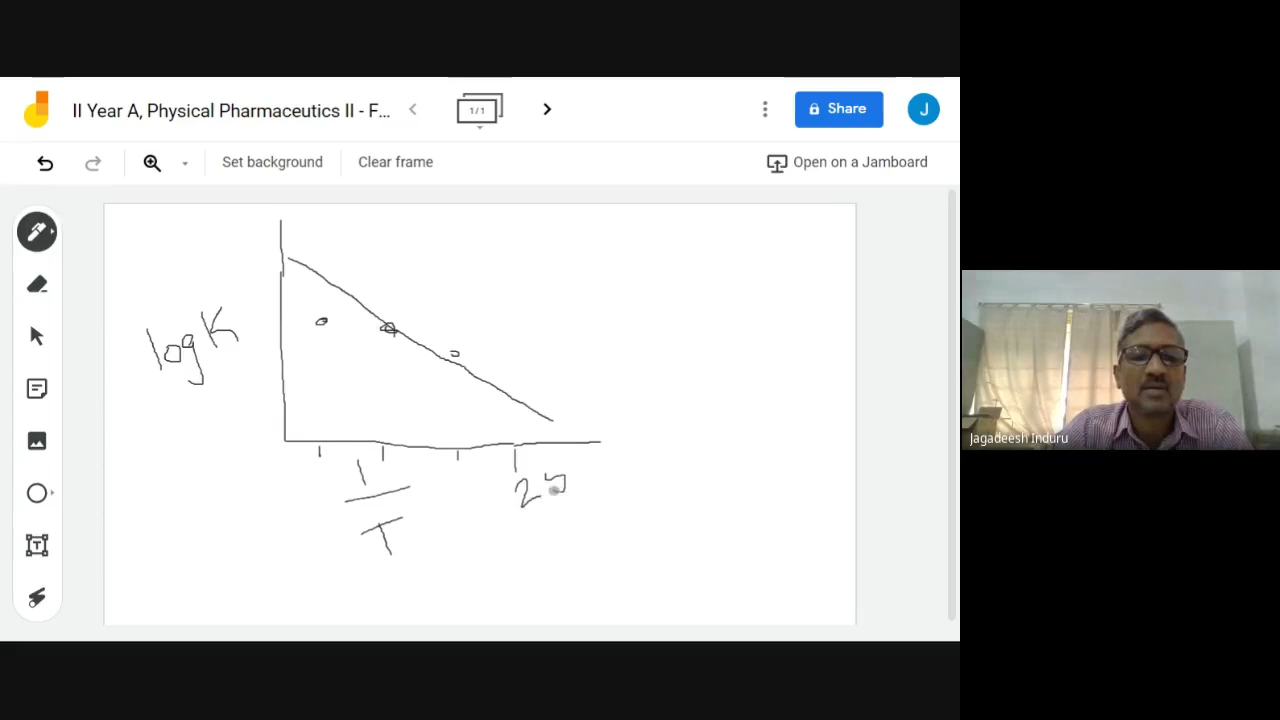 II Year A, Physical Pharmaceutics II - F...
1/1
Share
J
Set background
Clear frame
Open on a Jamboard
log K
1
T
25
T
Jagadeesh Induru